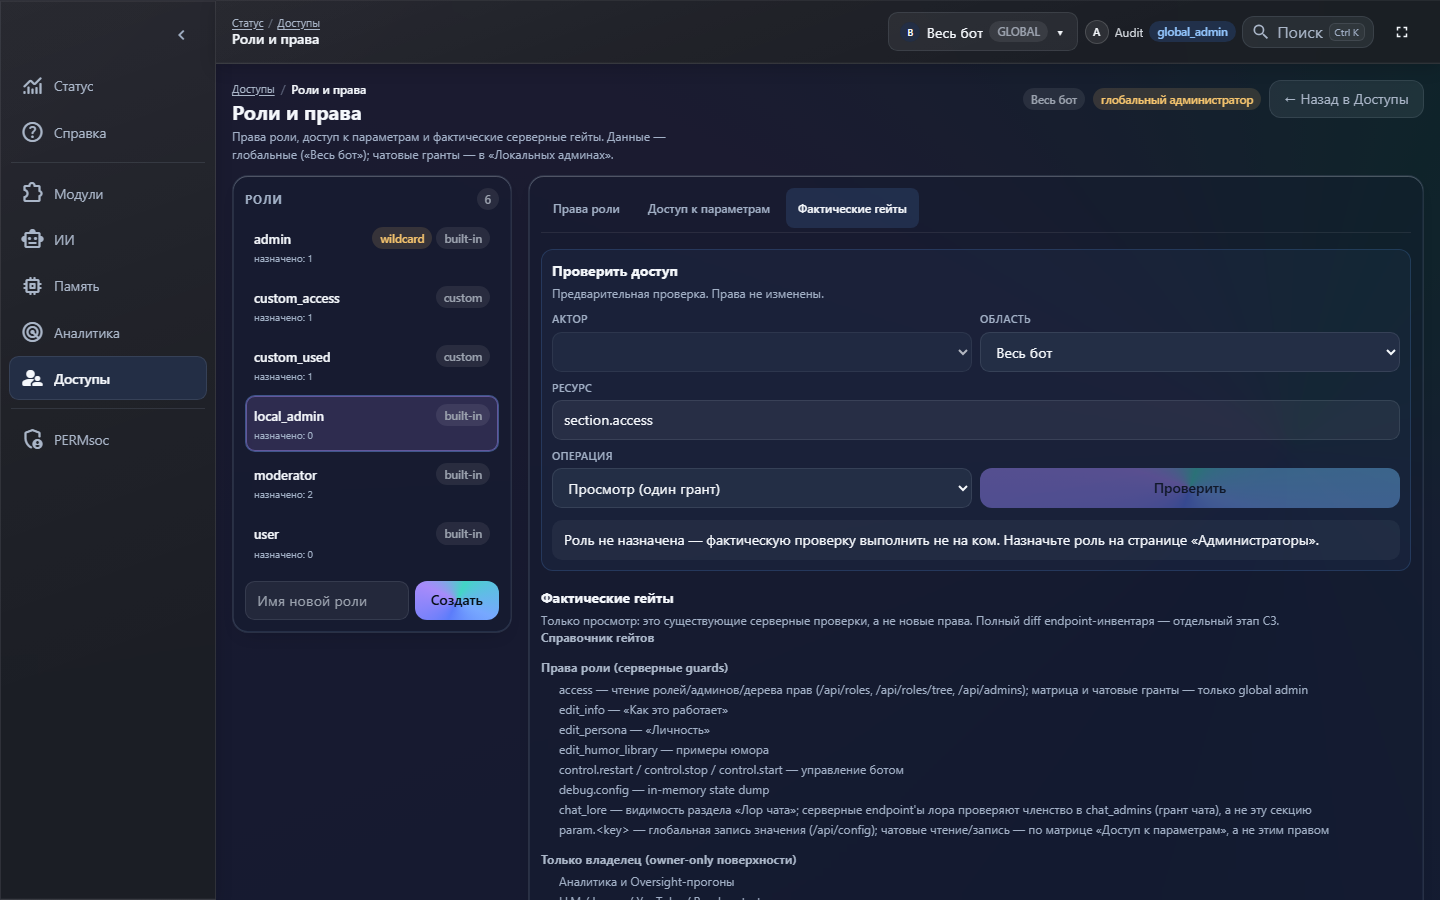 Статус / Доступы
Роли и права
B Весь бот GLOBAL ▾
A Audit global_admin
Поиск Ctrl K
Статус
Справка
Модули
ИИ
Память
Аналитика
Доступы
PERMsoc
Доступы / Роли и права
Роли и права
Права роли, доступ к параметрам и фактические серверные гейты. Данные —
глобальные («Весь бот»); чатовые гранты — в «Локальных админах».
Весь бот
глобальный администратор
← Назад в Доступы
РОЛИ 6
admin wildcard built-in
назначено: 1
custom_access custom
назначено: 1
custom_used custom
назначено: 1
local_admin built-in
назначено: 0
moderator built-in
назначено: 2
user built-in
назначено: 0
Имя новой роли
Создать
Права роли
Доступ к параметрам
Фактические гейты
Проверить доступ
Предварительная проверка. Права не изменены.
АКТОР
ОБЛАСТЬ
Весь бот
РЕСУРС
section.access
ОПЕРАЦИЯ
Просмотр (один грант)
Проверить
Роль не назначена — фактическую проверку выполнить не на ком. Назначьте роль на странице «Администраторы».
Фактические гейты
Только просмотр: это существующие серверные проверки, а не новые права. Полный diff endpoint-инвентаря — отдельный этап C3.
Справочник гейтов
Права роли (серверные guards)
access — чтение ролей/админов/дерева прав (/api/roles, /api/roles/tree, /api/admins); матрица и чатовые гранты — только global admin
edit_info — «Как это работает»
edit_persona — «Личность»
edit_humor_library — примеры юмора
control.restart / control.stop / control.start — управление ботом
debug.config — in-memory state dump
chat_lore — видимость раздела «Лор чата»; серверные endpoint'ы лора проверяют членство в chat_admins (грант чата), а не эту секцию
param.<key> — глобальная запись значения (/api/config); чатовые чтение/запись — по матрице «Доступ к параметрам», а не этим правом
Только владелец (owner-only поверхности)
Аналитика и Oversight-прогоны